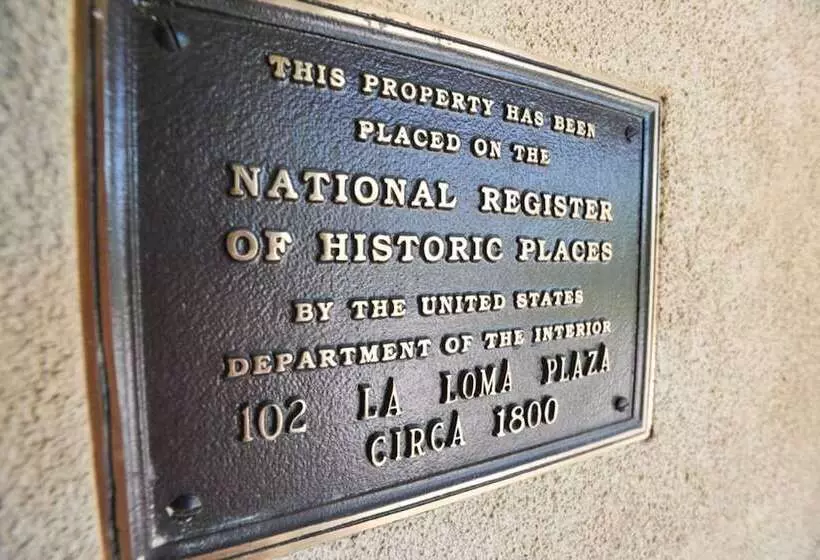 THIS PROPERTY HAS BEEN
PLACED ON THE
NATIONAL REGISTER
OF HISTORIC PLACES
BY THE UNITED STATES
DEPARTMENT OF THE INTERIOR
102 LA LOMA PLAZA
CIRCA 1800